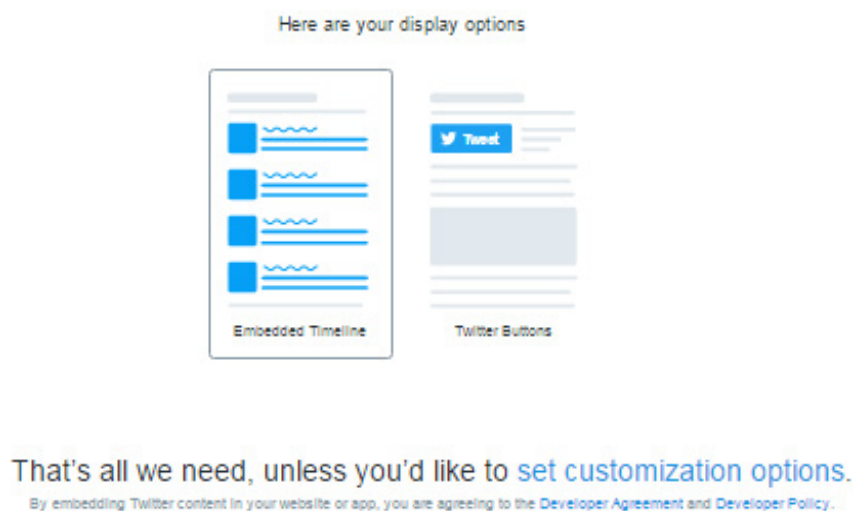 Here are your display options
Tweet
Embedded Timeline
Twitter Buttons
That's all we need, unless you'd like to set customization options.
By embedding Twitter content in your website or app, you are agreeing to the Developer Agreement and Developer Policy.